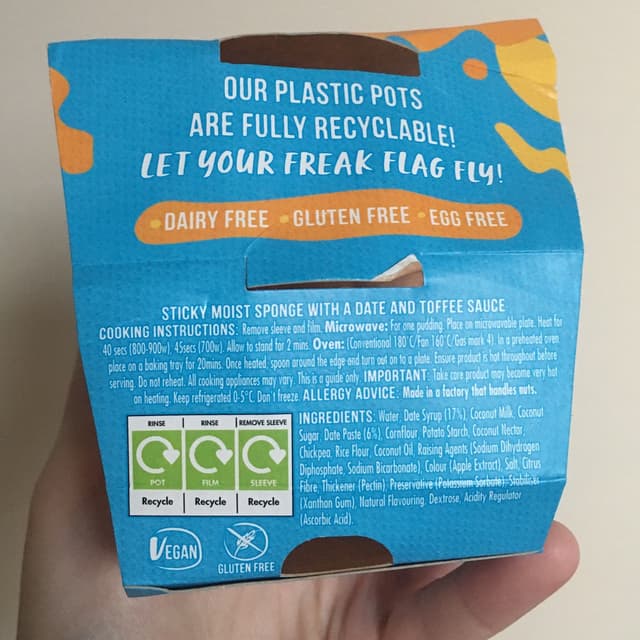 OUR PLASTIC POTS
ARE FULLY RECYCLABLE!
LET YOUR FREAK FLAG FLY!
DAIRY FREE • GLUTEN FREE • EGG FREE
STICKY MOIST SPONGE WITH A DATE AND TOFFEE SAUCE
COOKING INSTRUCTIONS: Remove sleeve and film. Microwave: For one pudding. Place on microwavable plate. Heat for
40 secs (800-900w), 45secs (700w). Allow to stand for 2 mins. Oven: (Conventional 180°C/Fan 160°C/Gas mark 4). In a preheated oven
place on a baking tray for 20mins. Once heated, spoon around the edge and turn out on to a plate. Ensure product is hot throughout before
serving. Do not reheat. All cooking appliances may vary. This is a guide only. IMPORTANT: Take care product may become very hot
on heating. Keep refrigerated 0-5°C. Don't freeze. ALLERGY ADVICE: Made in a factory that handles nuts.
RINSE RINSE REMOVE SLEEVE
POT FILM SLEEVE
Recycle Recycle Recycle
VEGAN
GLUTEN FREE
INGREDIENTS: Water, Date Syrup (17%), Coconut Milk, Coconut
Sugar, Date Paste (6%), Cornflour, Potato Starch, Coconut Nectar,
Chickpea, Rice Flour, Coconut Oil, Raising Agents (Sodium Dihydrogen
Diphosphate, Sodium Bicarbonate), Colour (Apple Extract), Salt, Citrus
Fibre, Thickener (Pectin), Preservative (Potassium Sorbate), Stabiliser
(Xanthan Gum), Natural Flavouring, Dextrose, Acidity Regulator
(Ascorbic Acid).